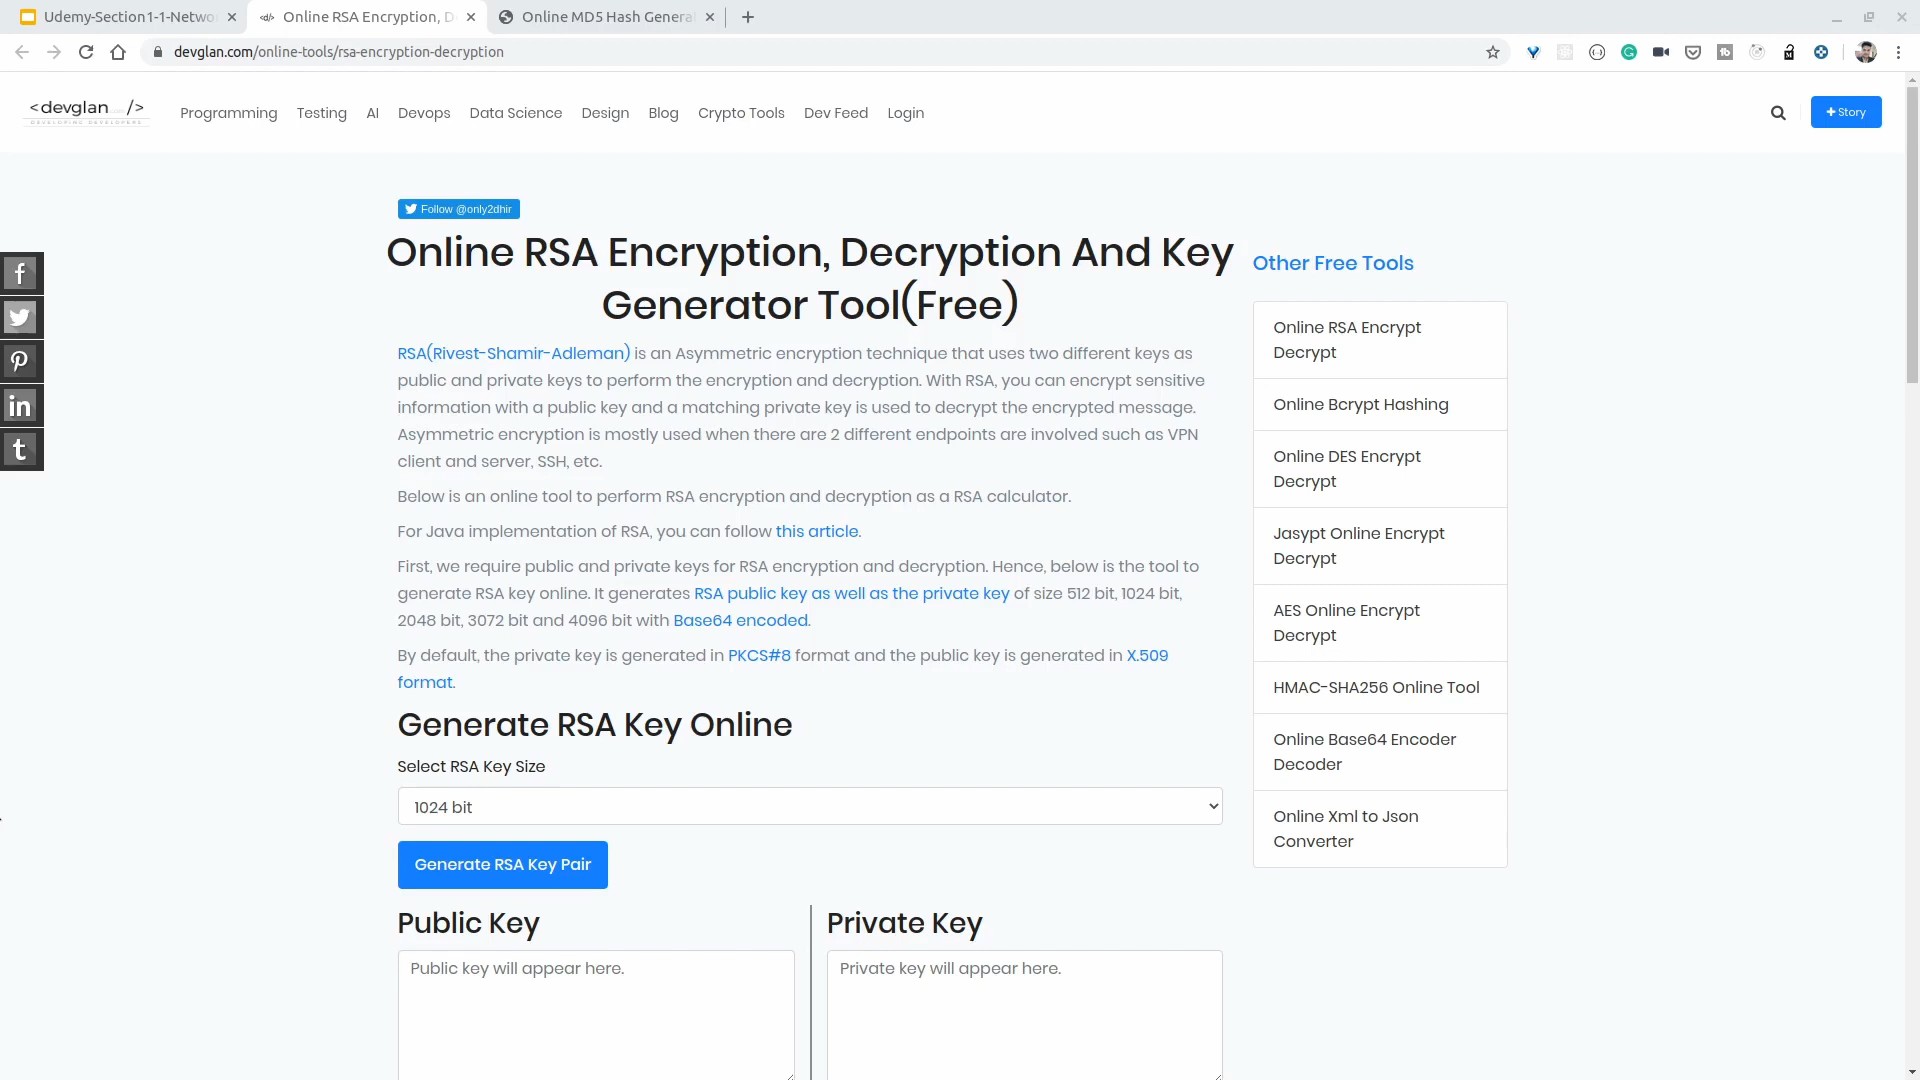 Udemy-Section1-1-Netwo
Online RSA Encryption, D
Online MD5 Hash Genera
devglan.com/online-tools/rsa-encryption-decryption
<devglan />
DEVELOPING DEVELOPERS
Programming Testing AI Devops Data Science Design Blog Crypto Tools Dev Feed Login
+ Story
Follow @only2dhir
Online RSA Encryption, Decryption And Key
Generator Tool(Free)
RSA(Rivest-Shamir-Adleman) is an Asymmetric encryption technique that uses two different keys as
public and private keys to perform the encryption and decryption. With RSA, you can encrypt sensitive
information with a public key and a matching private key is used to decrypt the encrypted message.
Asymmetric encryption is mostly used when there are 2 different endpoints are involved such as VPN
client and server, SSH, etc.
Below is an online tool to perform RSA encryption and decryption as a RSA calculator.
For Java implementation of RSA, you can follow this article.
First, we require public and private keys for RSA encryption and decryption. Hence, below is the tool to
generate RSA key online. It generates RSA public key as well as the private key of size 512 bit, 1024 bit,
2048 bit, 3072 bit and 4096 bit with Base64 encoded.
By default, the private key is generated in PKCS#8 format and the public key is generated in X.509
format.
Generate RSA Key Online
Select RSA Key Size
1024 bit
Generate RSA Key Pair
Public Key
Public key will appear here.
Private Key
Private key will appear here.
Other Free Tools
Online RSA Encrypt
Decrypt
Online Bcrypt Hashing
Online DES Encrypt
Decrypt
Jasypt Online Encrypt
Decrypt
AES Online Encrypt
Decrypt
HMAC-SHA256 Online Tool
Online Base64 Encoder
Decoder
Online Xml to Json
Converter